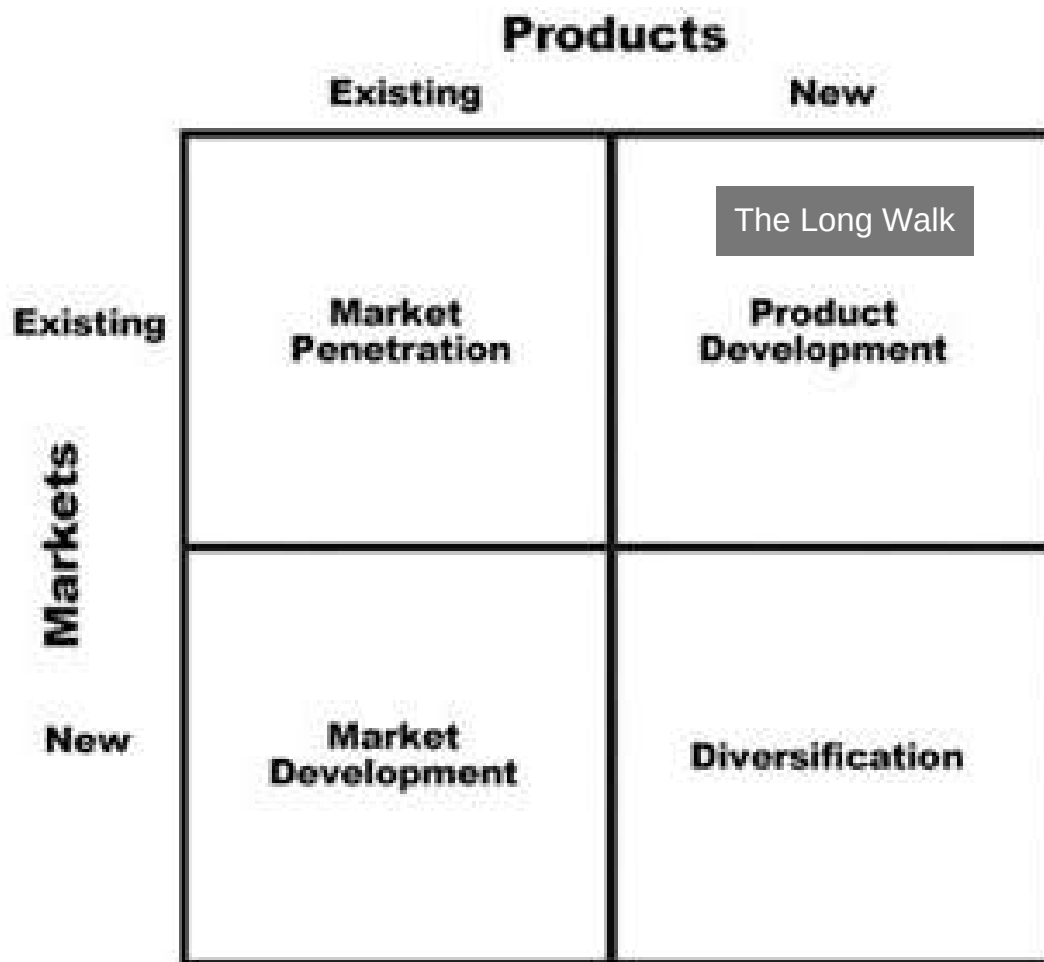 Products
Existing New
The Long Walk
Existing
Market
Penetration
Product
Development
Markets
New
Market
Development
Diversification